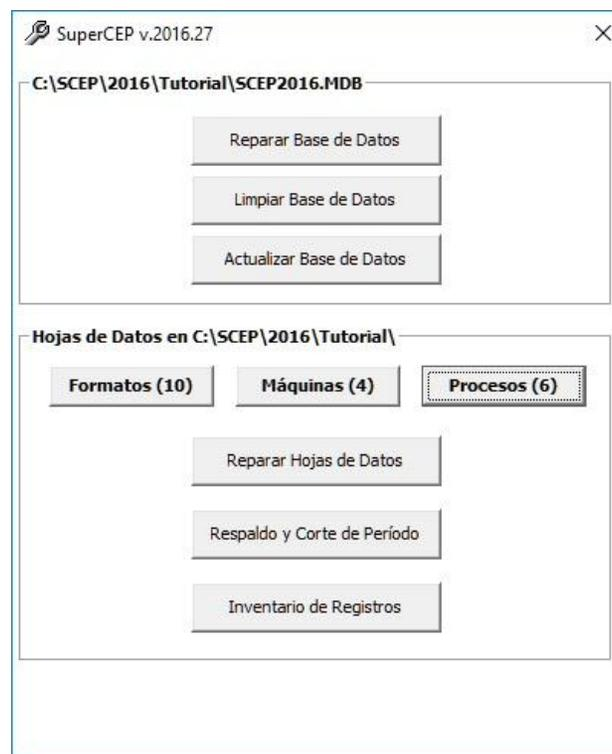 SuperCEP v.2016.27
C:\SCEP\2016\Tutorial\SCEP2016.MDB
Reparar Base de Datos
Limpiar Base de Datos
Actualizar Base de Datos
Hojas de Datos en C:\SCEP\2016\Tutorial\
Formatos (10) Máquinas (4) Procesos (6)
Reparar Hojas de Datos
Respaldo y Corte de Período
Inventario de Registros